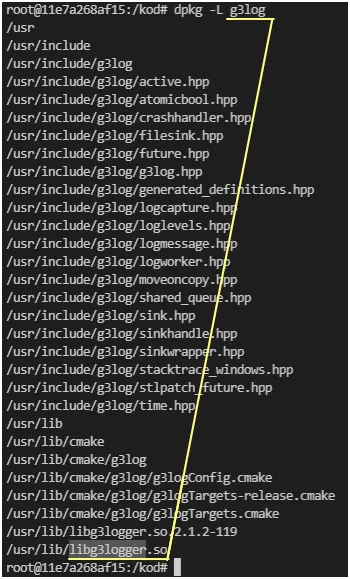 root@11e7a268af15:/kod# dpkg -L g3log
/usr
/usr/include
/usr/include/g3log
/usr/include/g3log/active.hpp
/usr/include/g3log/atomicbool.hpp
/usr/include/g3log/crashhandler.hpp
/usr/include/g3log/filesink.hpp
/usr/include/g3log/future.hpp
/usr/include/g3log/g3log.hpp
/usr/include/g3log/generated_definitions.hpp
/usr/include/g3log/logcapture.hpp
/usr/include/g3log/loglevels.hpp
/usr/include/g3log/logmessage.hpp
/usr/include/g3log/logworker.hpp
/usr/include/g3log/moveoncopy.hpp
/usr/include/g3log/shared_queue.hpp
/usr/include/g3log/sink.hpp
/usr/include/g3log/sinkhandle.hpp
/usr/include/g3log/sinkwrapper.hpp
/usr/include/g3log/stacktrace_windows.hpp
/usr/include/g3log/stlpatch_future.hpp
/usr/include/g3log/time.hpp
/usr/lib
/usr/lib/cmake
/usr/lib/cmake/g3log
/usr/lib/cmake/g3log/g3logConfig.cmake
/usr/lib/cmake/g3log/g3logTargets-release.cmake
/usr/lib/cmake/g3log/g3logTargets.cmake
/usr/lib/libg3logger.so.2.1.2-119
/usr/lib/libg3logger.so
root@11e7a268af15:/kod#